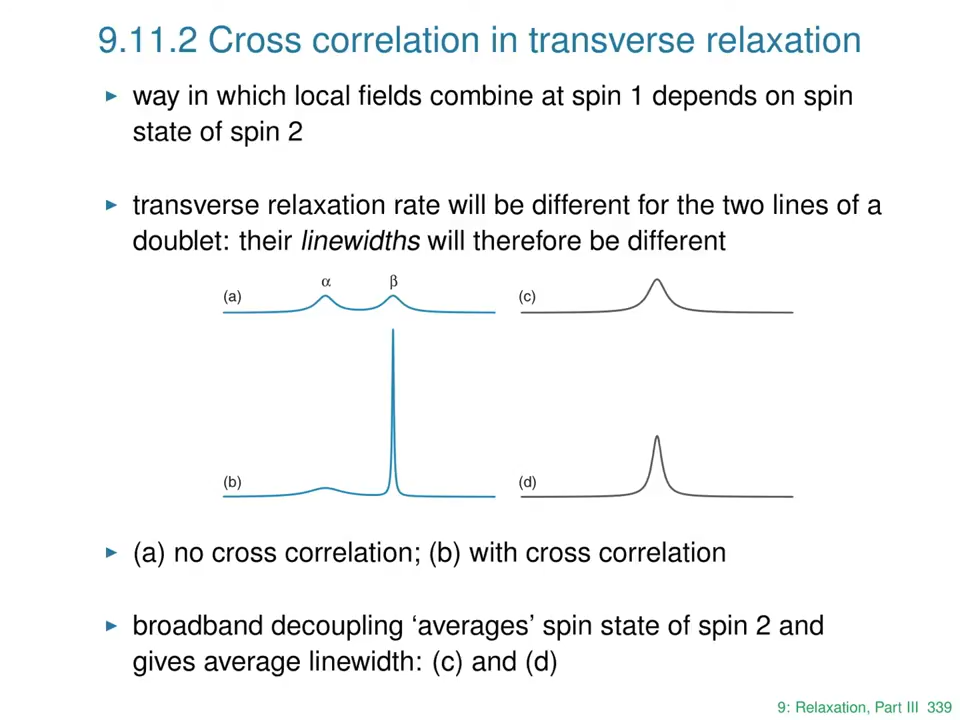 9.11.2 Cross correlation in transverse relaxation
▶ way in which local fields combine at spin 1 depends on spin
state of spin 2
▶ transverse relaxation rate will be different for the two lines of a
doublet: their linewidths will therefore be different
α β
(a) (c)
(b) (d)
▶ (a) no cross correlation; (b) with cross correlation
▶ broadband decoupling ‘averages’ spin state of spin 2 and
gives average linewidth: (c) and (d)
9: Relaxation, Part III 339